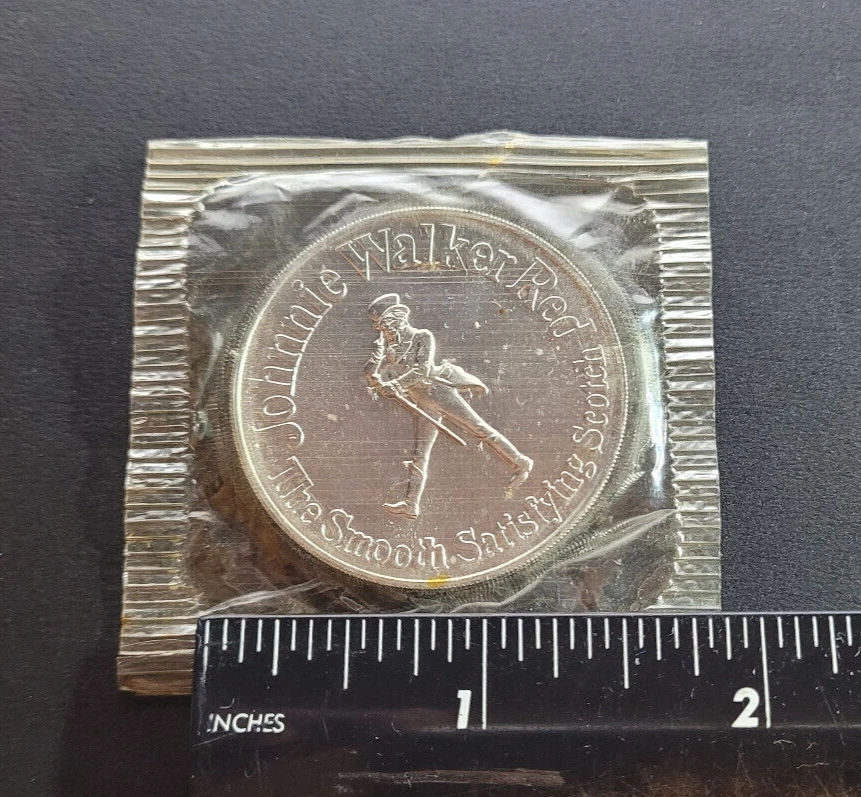 Johnnie Walker Red
The Smooth Satisfying Scotch
1
2
INCHES